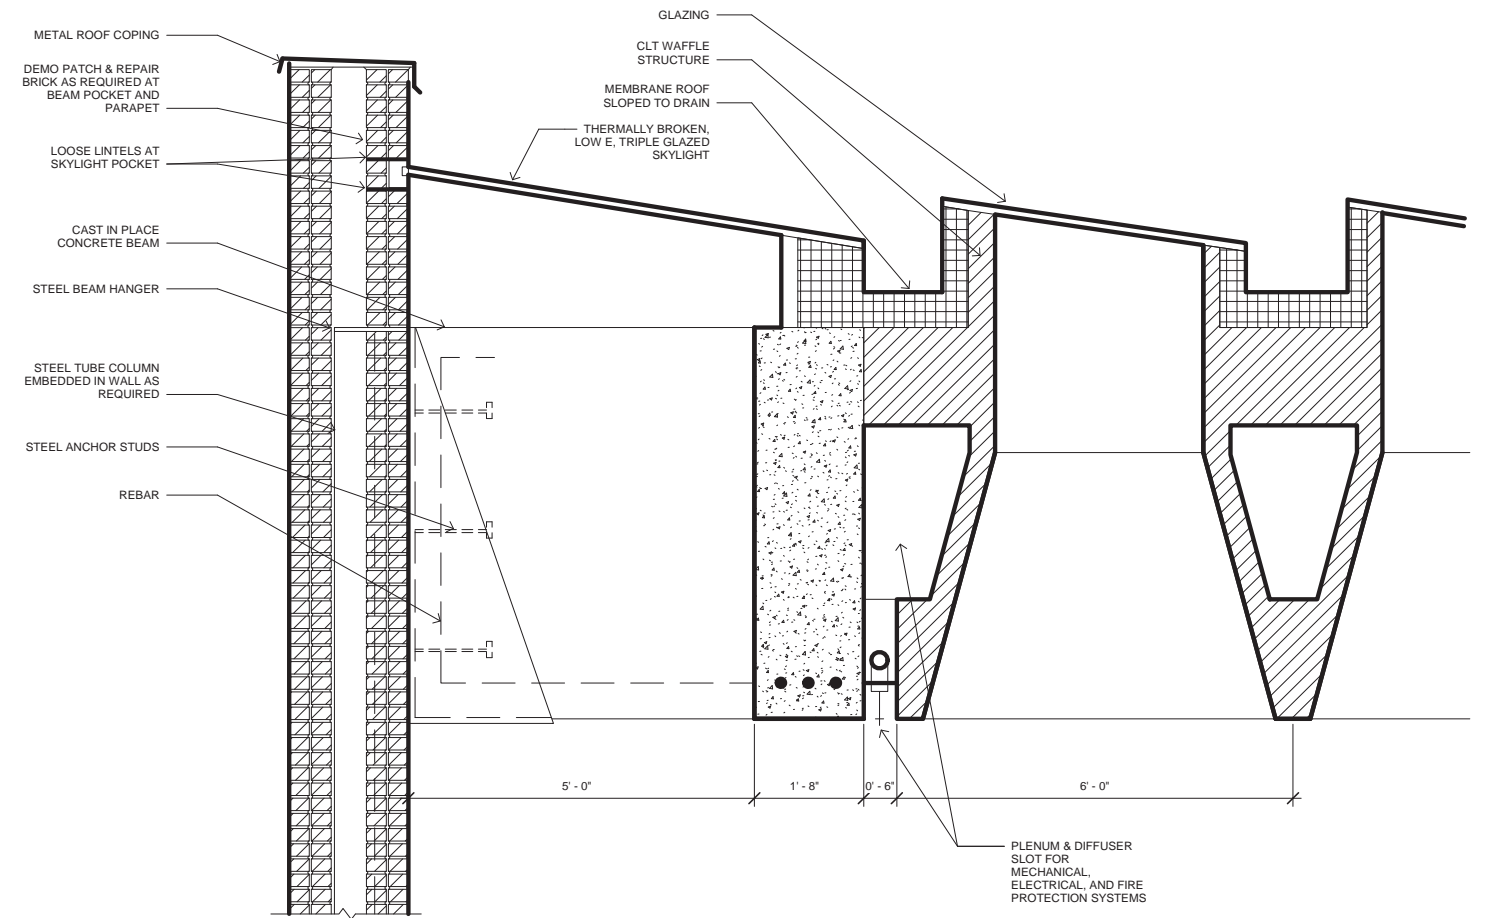 METAL ROOF COPING
DEMO PATCH & REPAIR
BRICK AS REQUIRED AT
BEAM POCKET AND
PARAPET
LOOSE LINTELS AT
SKYLIGHT POCKET
CAST IN PLACE
CONCRETE BEAM
STEEL BEAM HANGER
STEEL TUBE COLUMN
EMBEDDED IN WALL AS
REQUIRED
STEEL ANCHOR STUDS
REBAR
GLAZING
CLT WAFFLE
STRUCTURE
MEMBRANE ROOF
SLOPED TO DRAIN
THERMALLY BROKEN,
LOW E, TRIPLE GLAZED
SKYLIGHT
5' - 0"
1' - 8"
0' - 6"
6' - 0"
PLENUM & DIFFUSER
SLOT FOR
MECHANICAL,
ELECTRICAL, AND FIRE
PROTECTION SYSTEMS